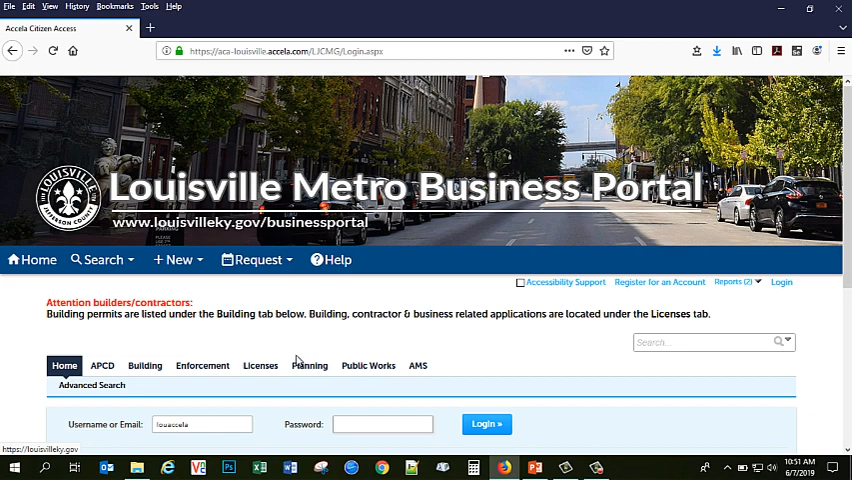 File Edit View History Bookmarks Tools Help
Accela Citizen Access
https://aca-louisville.accela.com/LJCMG/Login.aspx
LOUISVILLE
JEFFERSON COUNTY
Louisville Metro Business Portal
www.louisvilleky.gov/businessportal
Home Search + New Request Help
Accessibility Support Register for an Account Reports (2) Login
Attention builders/contractors:
Building permits are listed under the Building tab below. Building, contractor & business related applications are located under the Licenses tab.
Search...
Home APCD Building Enforcement Licenses Planning Public Works AMS
Advanced Search
Username or Email: louaccela Password: Login »
https://louisvilleky.gov
10:51 AM
6/7/2019